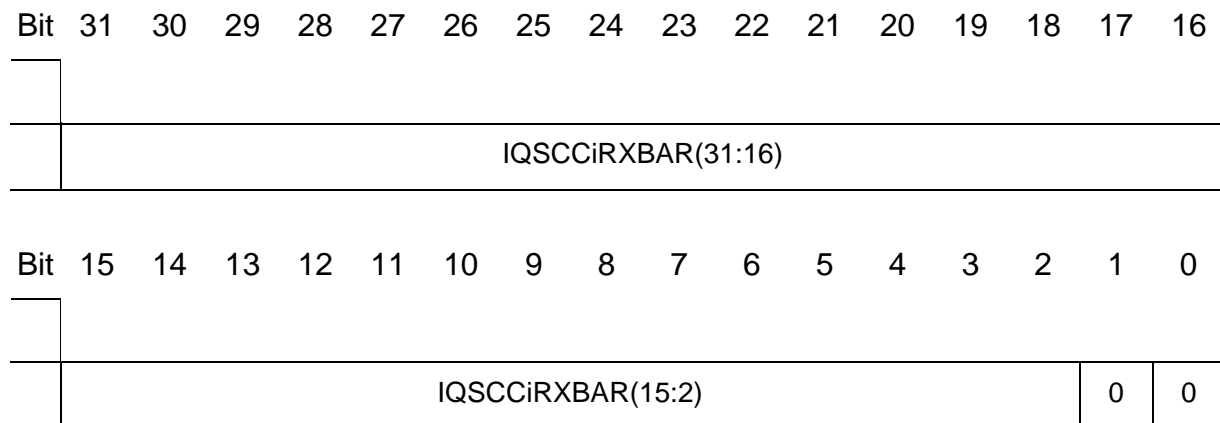 Bit 31 30 29 28 27 26 25 24 23 22 21 20 19 18 17 16
IQSCCiRXBAR(31:16)
Bit 15 14 13 12 11 10 9 8 7 6 5 4 3 2 1 0
IQSCCiRXBAR(15:2) 0 0